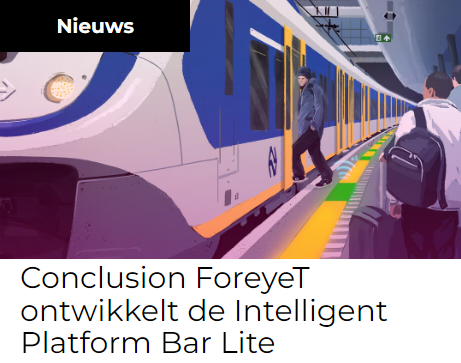 Nieuws
Conclusion ForeyeT
ontwikkelt de Intelligent
Platform Bar Lite